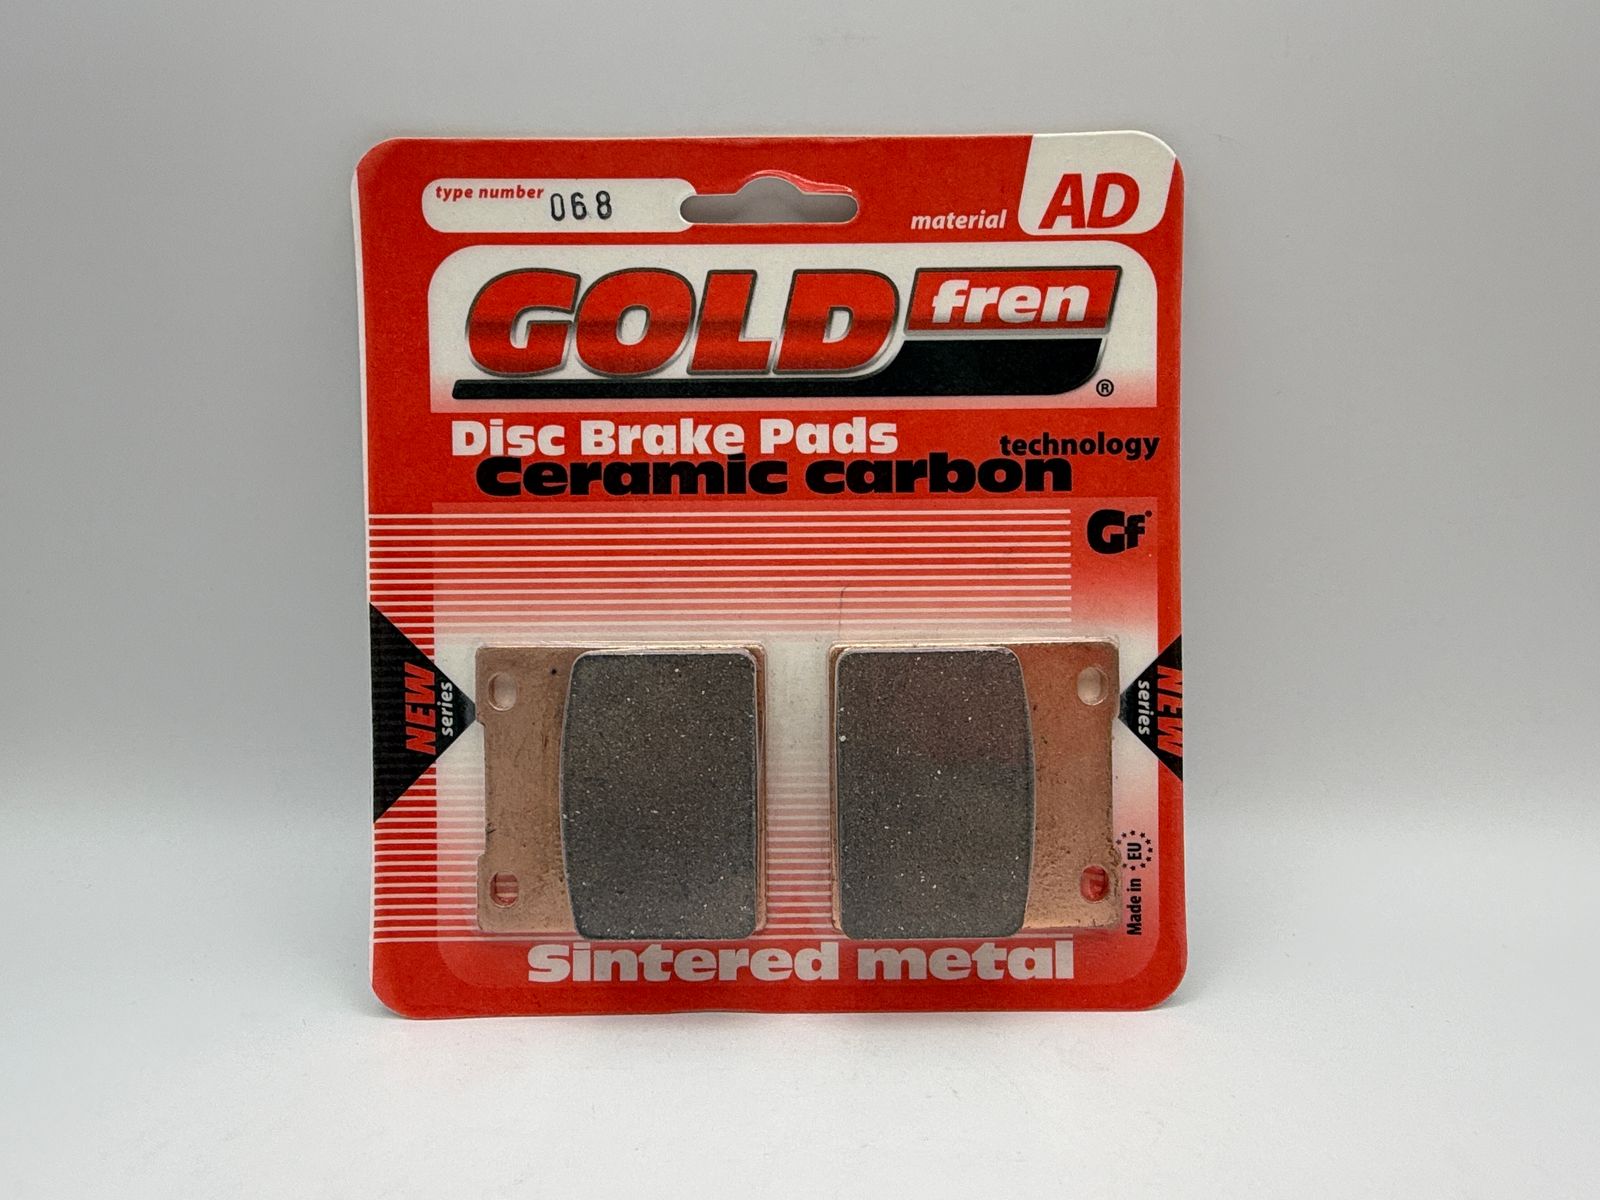 type number 068
material AD
GOLD fren ®
Disc Brake Pads
technology
Ceramic carbon
Gf
NEW series
NEW series
Made in EU
Sintered metal